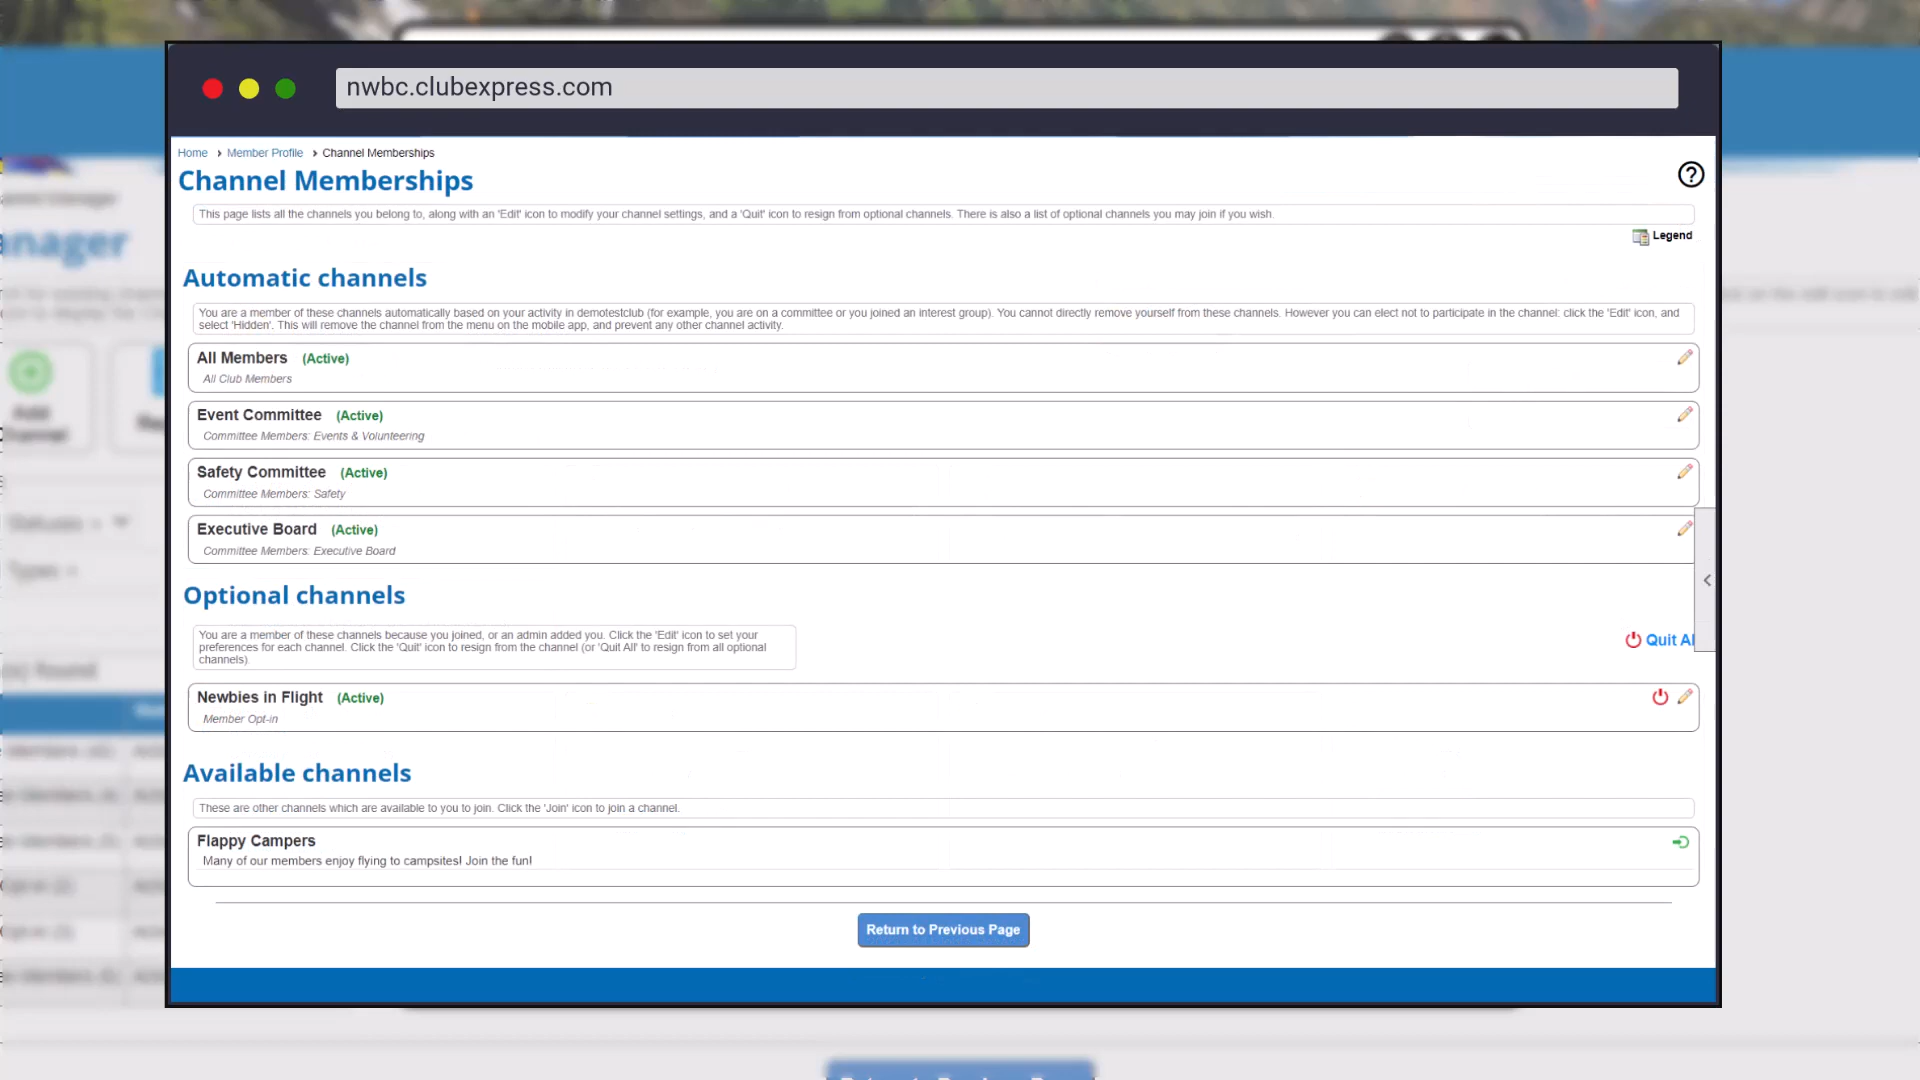 nwbc.clubexpress.com
Home > Member Profile > Channel Memberships
Channel Memberships
This page lists all the channels you belong to, along with an 'Edit' icon to modify your channel settings, and a 'Quit' icon to resign from optional channels. There is also a list of optional channels you may join if you wish.
Legend
Automatic channels
You are a member of these channels automatically based on your activity in demotestclub (for example, you are on a committee or you joined an interest group). You cannot directly remove yourself from these channels. However you can elect not to participate in the channel: click the 'Edit' icon, and
select 'Hidden'. This will remove the channel from the menu on the mobile app, and prevent any other channel activity.
All Members (Active)
All Club Members
Event Committee (Active)
Committee Members: Events & Volunteering
Safety Committee (Active)
Committee Members: Safety
Executive Board (Active)
Committee Members: Executive Board
Optional channels
You are a member of these channels because you joined, or an admin added you. Click the 'Edit' icon to set your
preferences for each channel. Click the 'Quit' icon to resign from the channel (or 'Quit All' to resign from all optional
channels).
Quit Al
Newbies in Flight (Active)
Member Opt-in
Available channels
These are other channels which are available to you to join. Click the 'Join' icon to join a channel.
Flappy Campers
Many of our members enjoy flying to campsites! Join the fun!
Return to Previous Page
anager
Add
Channel